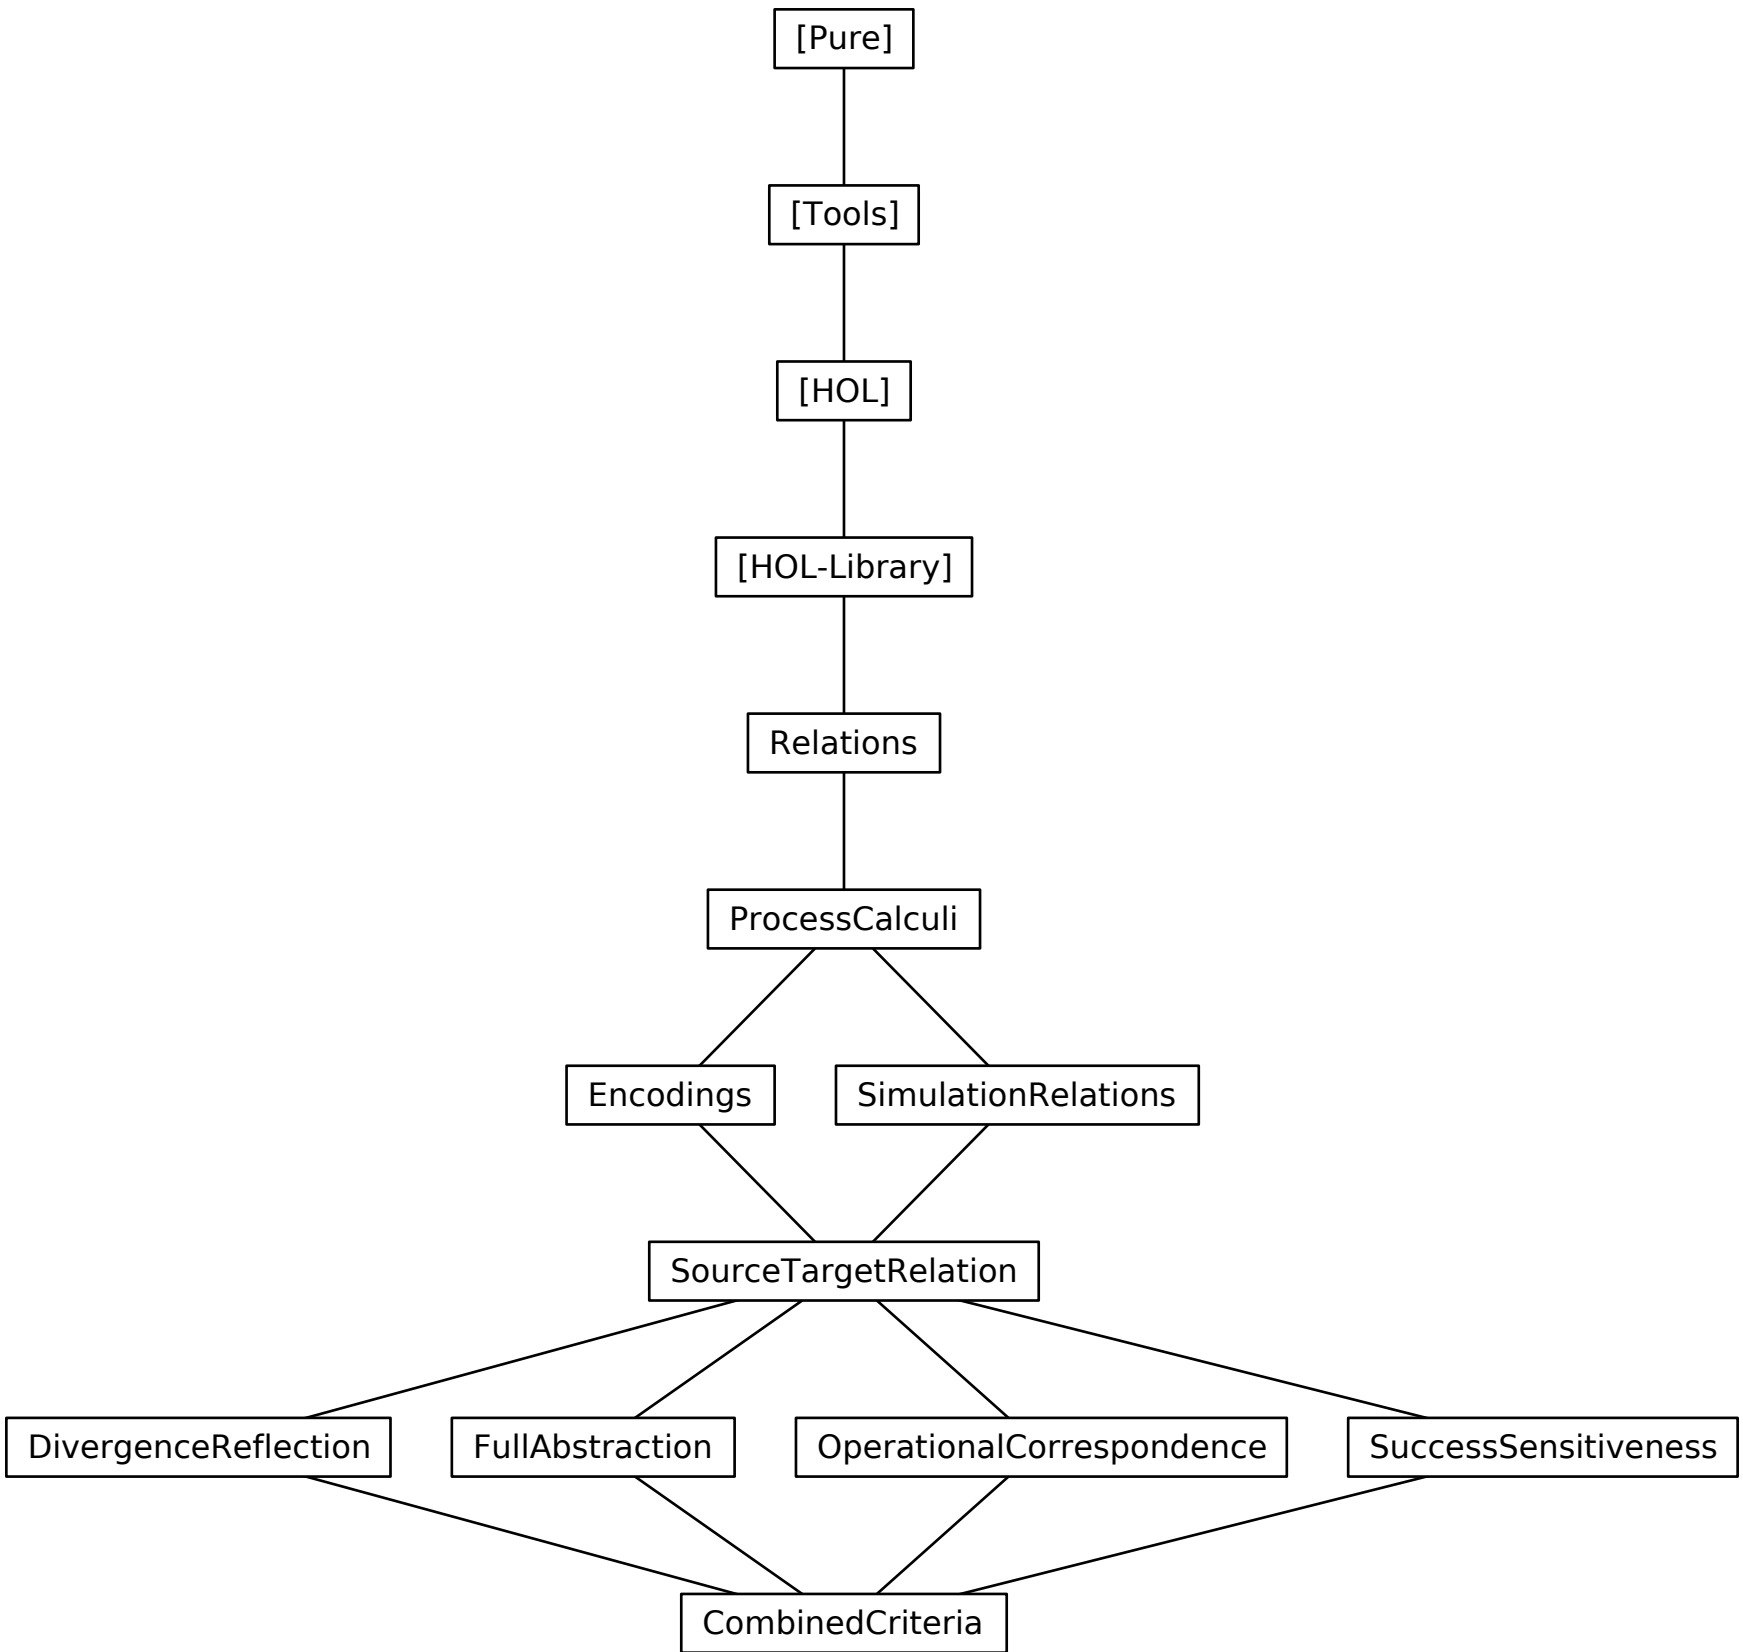 [Pure]
[Tools]
[HOL]
[HOL-Library]
Relations
ProcessCalculi
Encodings
SimulationRelations
SourceTargetRelation
DivergenceReflection
FullAbstraction
OperationalCorrespondence
SuccessSensitiveness
CombinedCriteria